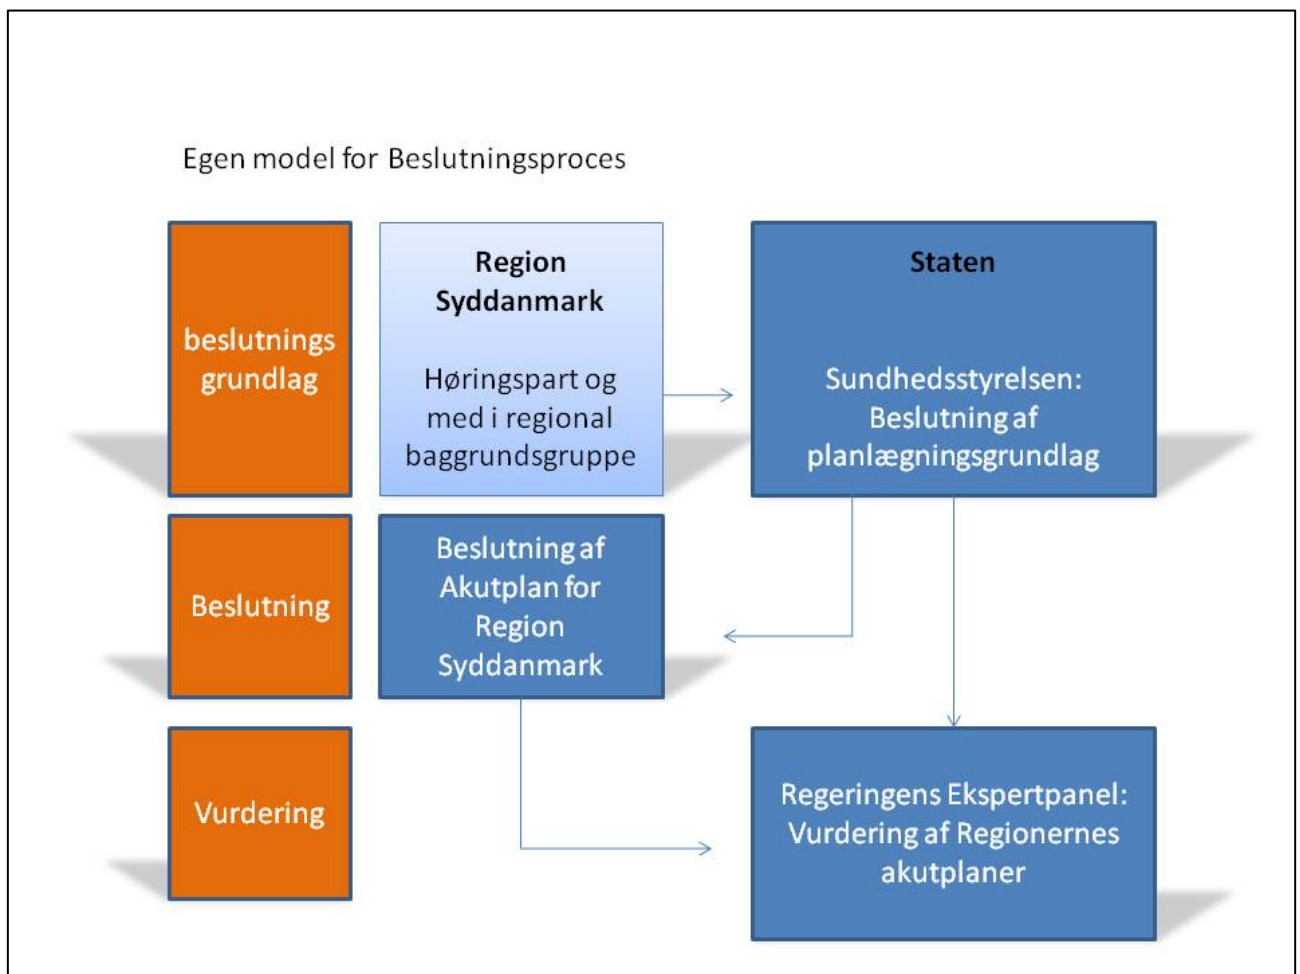 Egen model for Beslutningsproces
beslutnings
grundlag
Region
Syddanmark
Høringspart og
med i regional
baggrundsgruppe
Staten
Sundhedsstyrelsen:
Beslutning af
planlægningsgrundlag
Beslutning
Beslutning af
Akutplan for
Region
Syddanmark
Vurdering
Regeringens Ekspertpanel:
Vurdering af Regionernes
akutplaner